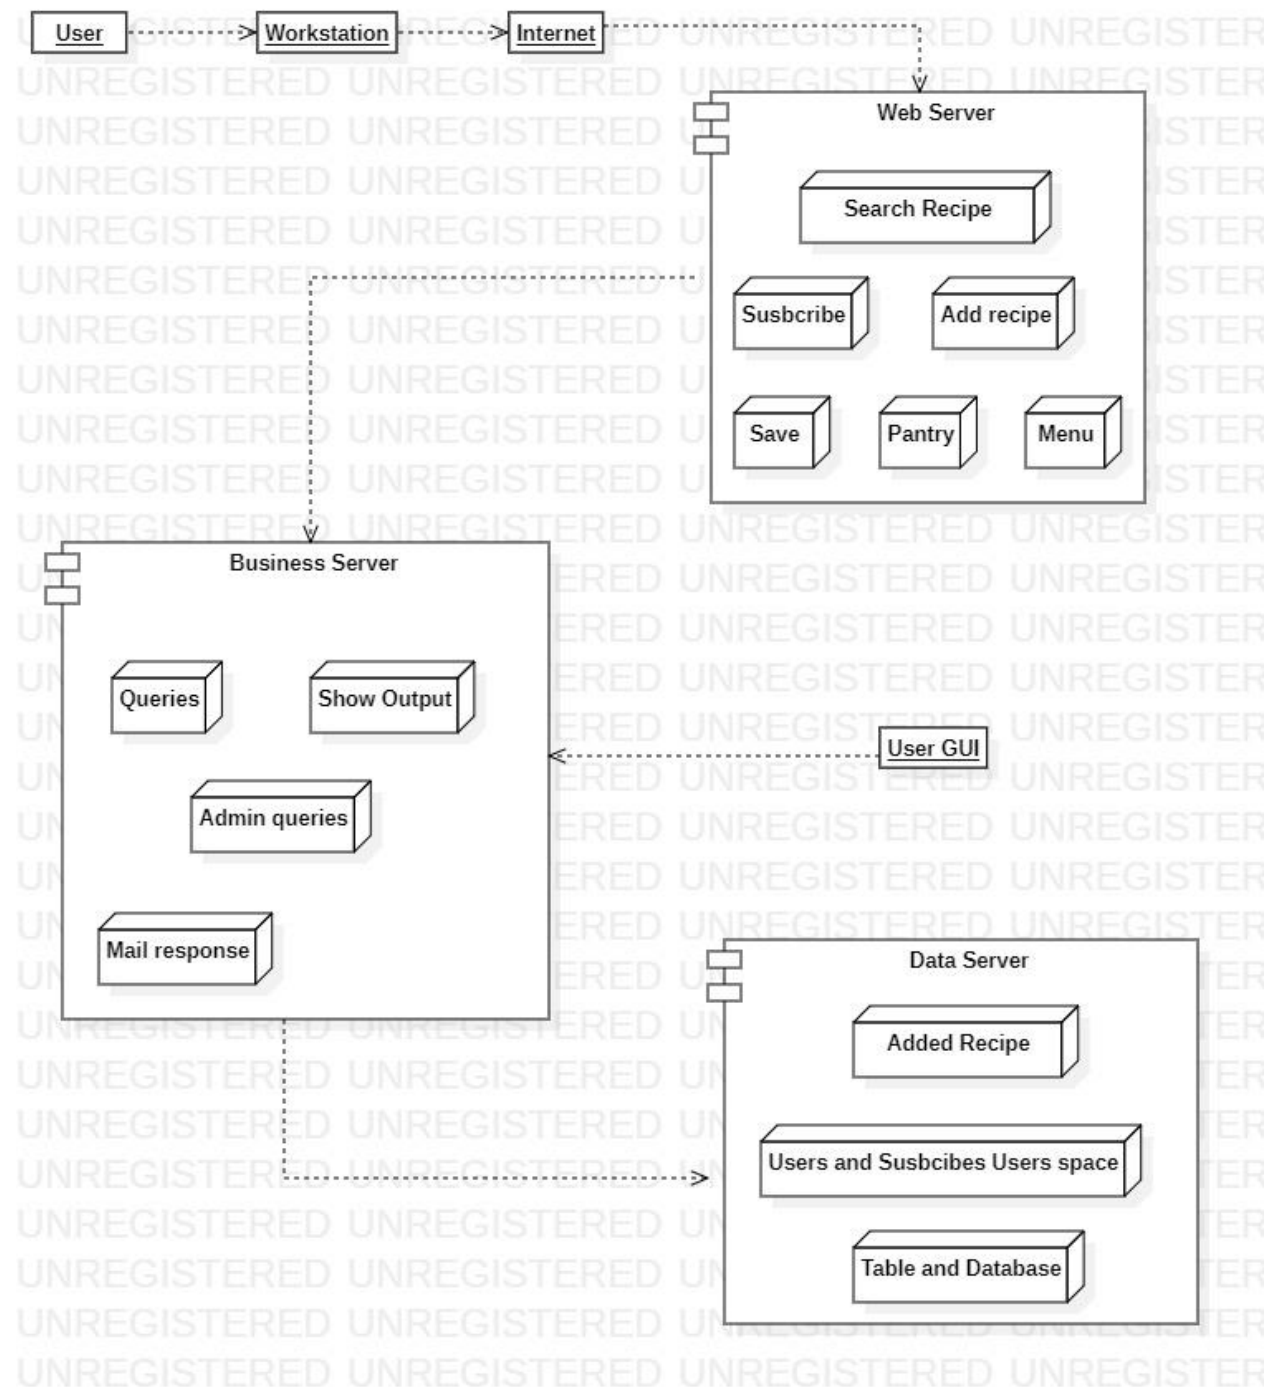 User
Workstation
Internet
Web Server
Search Recipe
Susbcribe
Add recipe
Save
Pantry
Menu
Business Server
Queries
Show Output
User GUI
Admin queries
Mail response
Data Server
Added Recipe
Users and Susbcibes Users space
Table and Database
UNREGISTERED